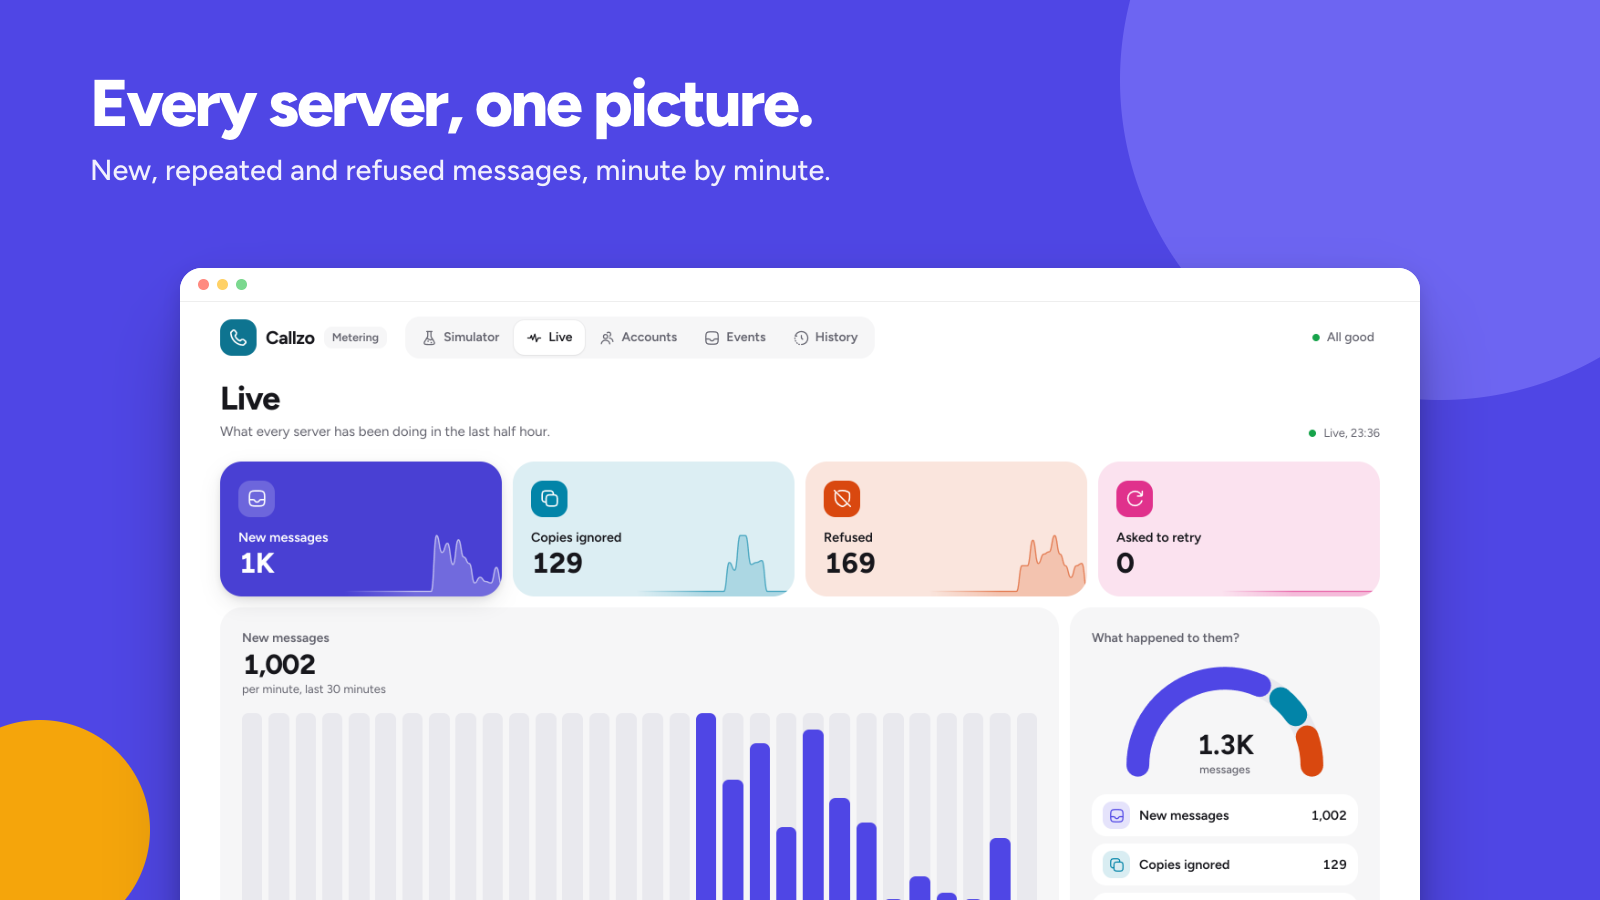 Every server, one picture.
New, repeated and refused messages, minute by minute.
Callzo
Metering
Simulator
Live
Accounts
Events
History
All good
Live
What every server has been doing in the last half hour.
Live, 23:36
New messages
1K
Copies ignored
129
Refused
169
Asked to retry
0
New messages
1,002
per minute, last 30 minutes
What happened to them?
1.3K
messages
New messages 1,002
Copies ignored 129